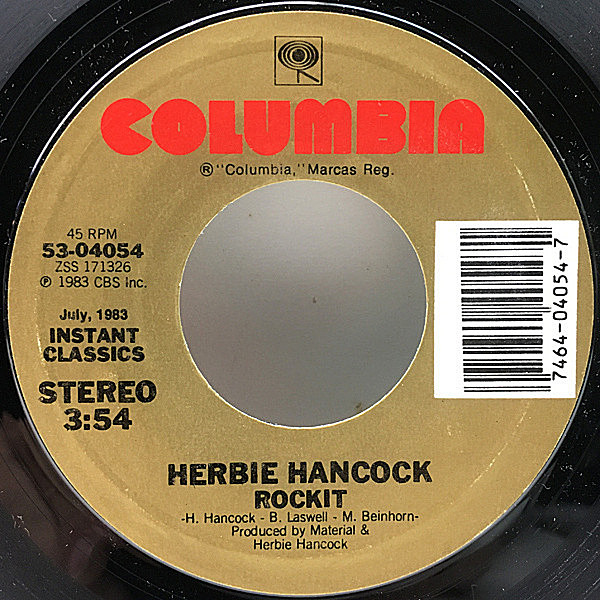 COLUMBIA
®"Columbia," Marcas Reg.
45 RPM
53-04054
ZSS 171326
℗ 1983 CBS Inc.
July, 1983
INSTANT
CLASSICS
STEREO
3:54
7464-04054-7
HERBIE HANCOCK
ROCKIT
-H. Hancock - B. Laswell - M. Beinhorn-
Produced by Material &
Herbie Hancock